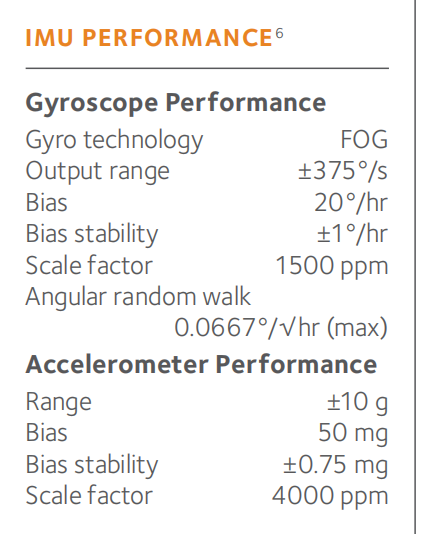 IMU PERFORMANCE⁶
Gyroscope Performance
Gyro technology FOG
Output range ±375°/s
Bias 20°/hr
Bias stability ±1°/hr
Scale factor 1500 ppm
Angular random walk
0.0667°/√hr (max)
Accelerometer Performance
Range ±10 g
Bias 50 mg
Bias stability ±0.75 mg
Scale factor 4000 ppm